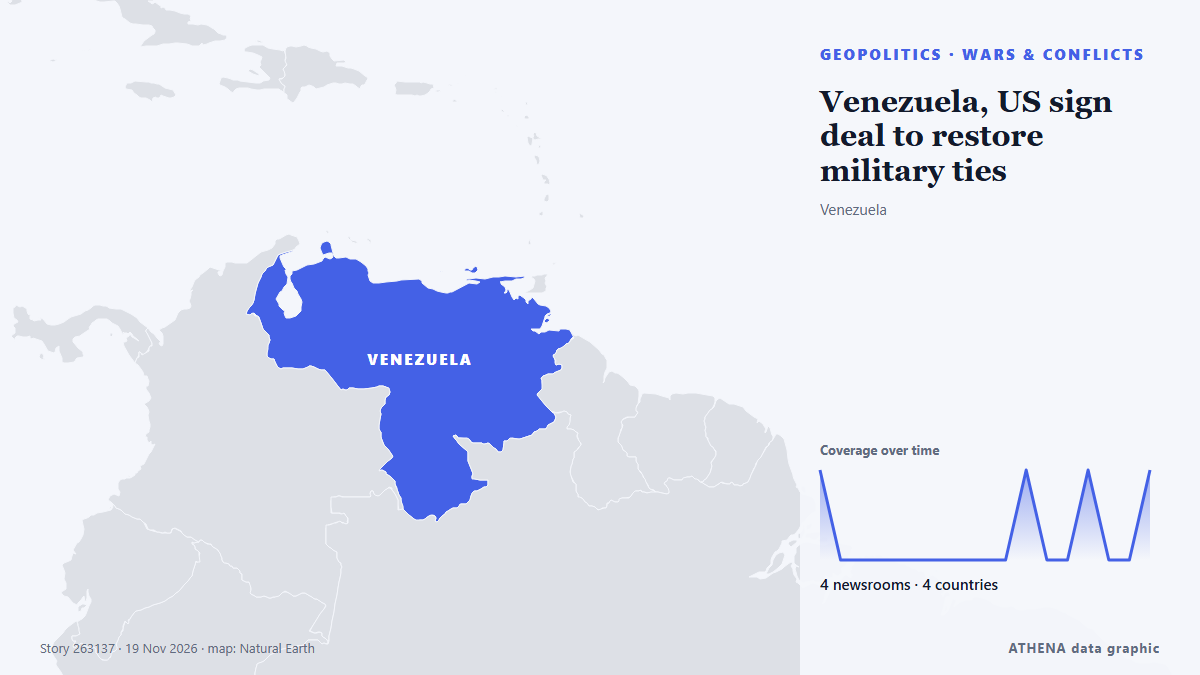 GEOPOLITICS · WARS & CONFLICTS
Venezuela, US sign
deal to restore
military ties
Venezuela
VENEZUELA
Coverage over time
4 newsrooms · 4 countries
Story 263137 · 19 Nov 2026 · map: Natural Earth
ATHENA data graphic